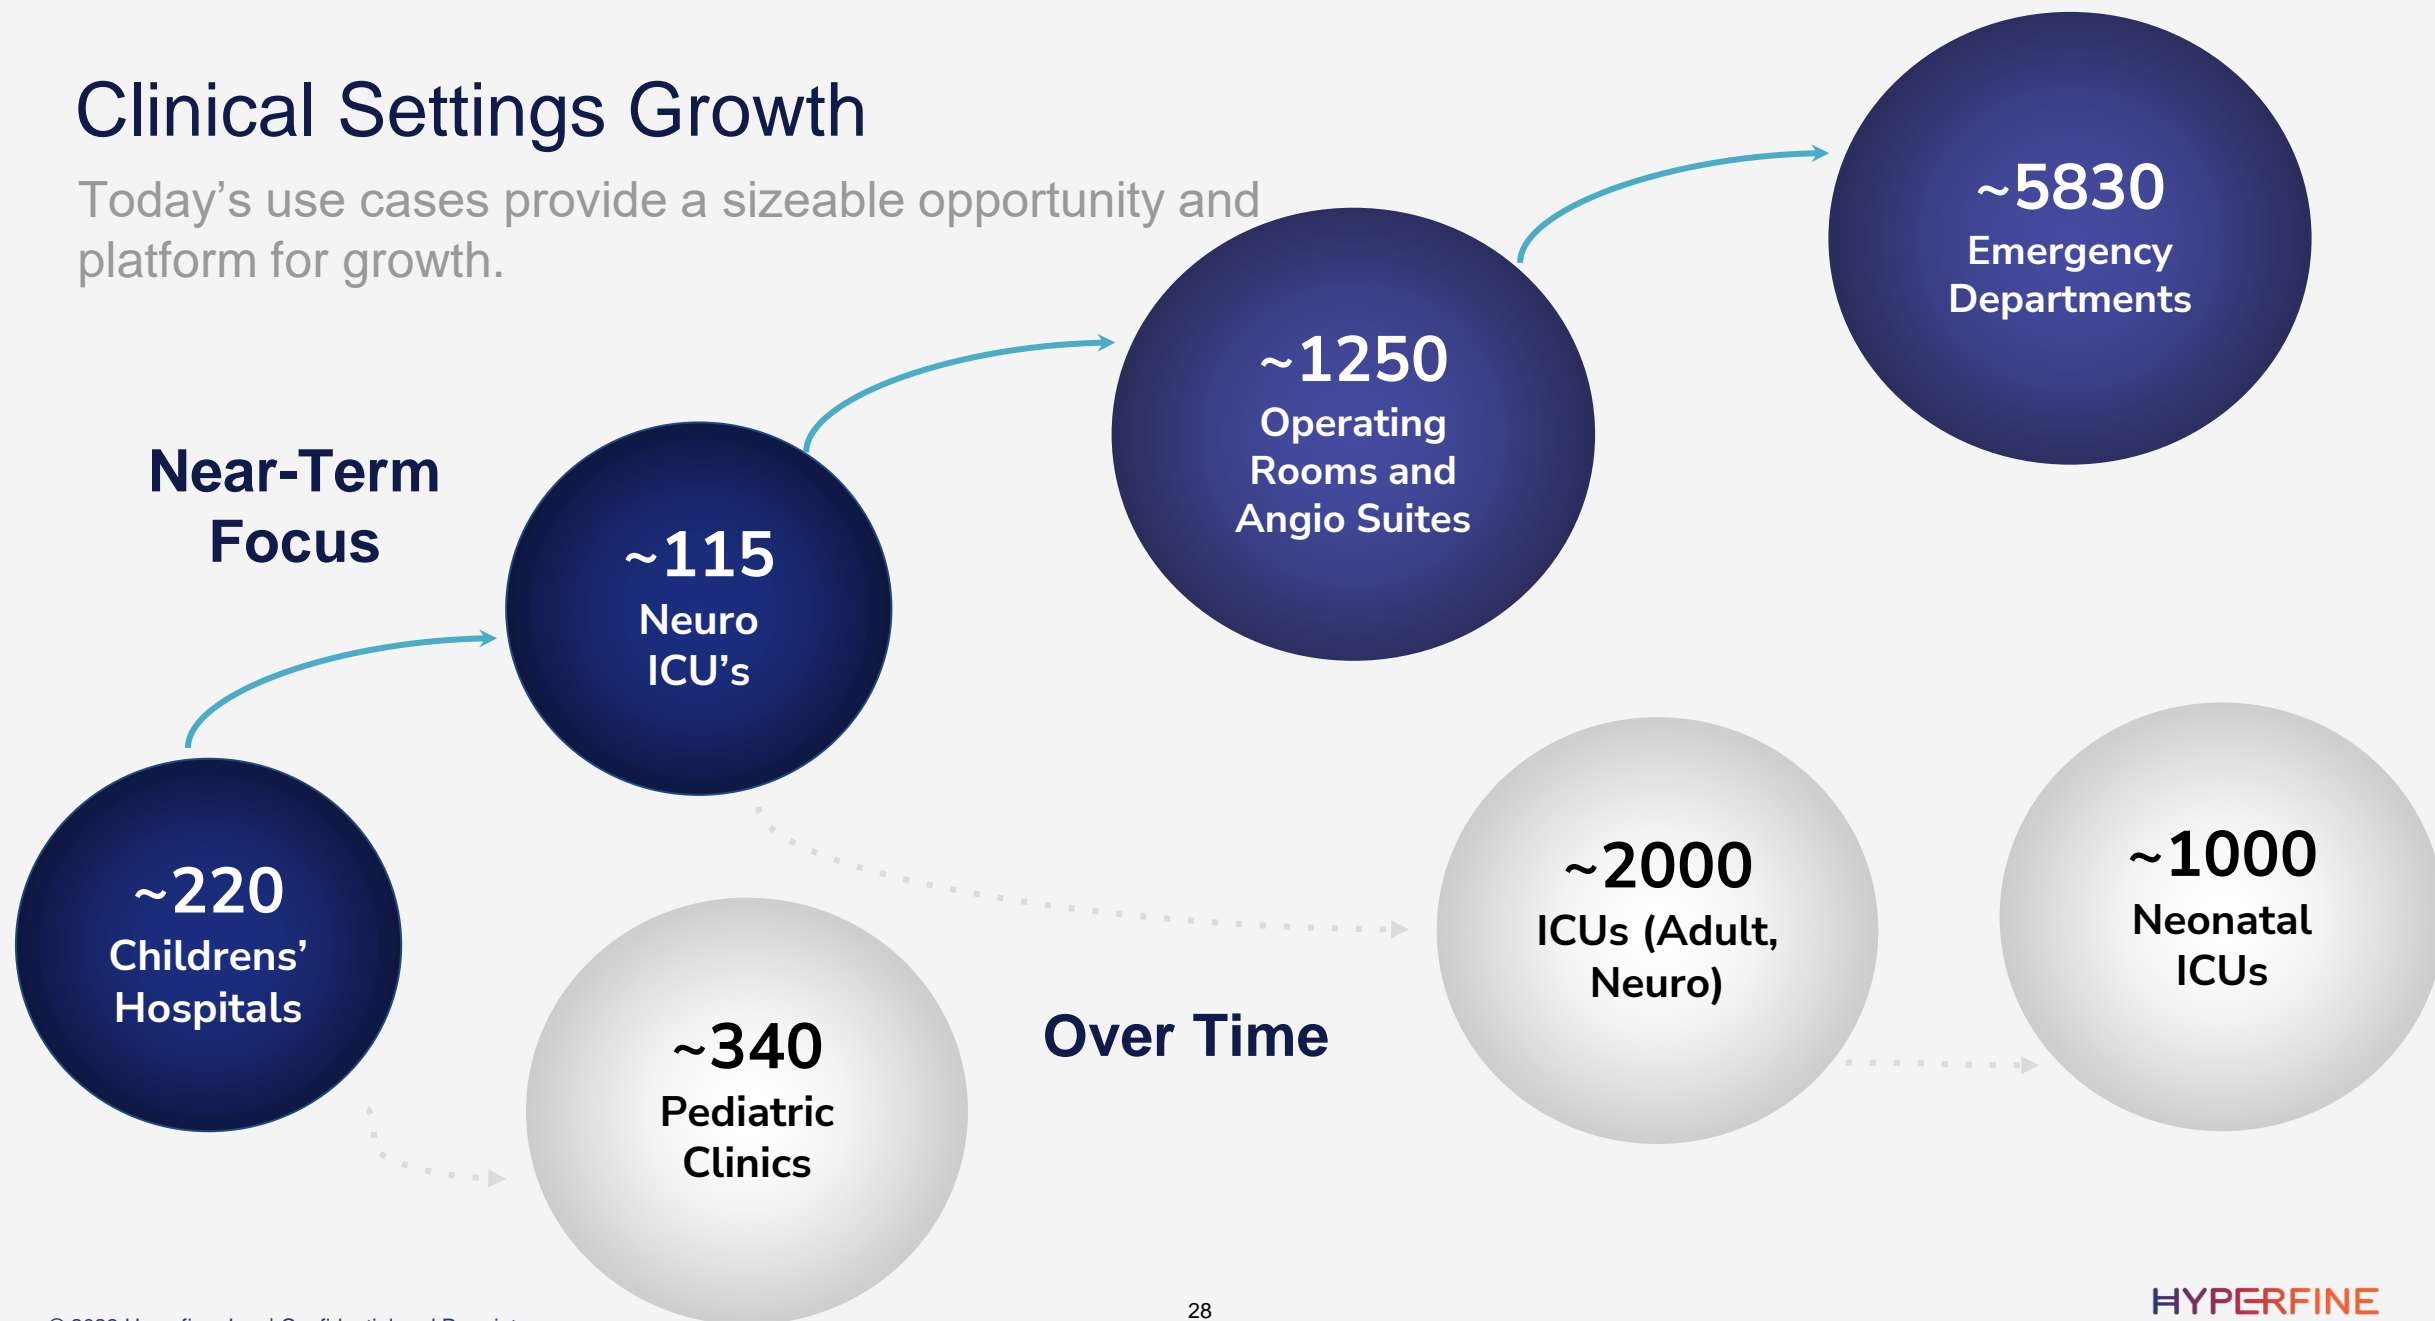 Clinical Settings Growth
Today’s use cases provide a sizeable opportunity and
platform for growth.
~5830
Emergency
Departments
~1250
Operating
Rooms and
Angio Suites
Near-Term
Focus
~115
Neuro
ICU’s
~220
Childrens’
Hospitals
~340
Pediatric
Clinics
Over Time
~2000
ICUs (Adult,
Neuro)
~1000
Neonatal
ICUs
28
HYPERFINE